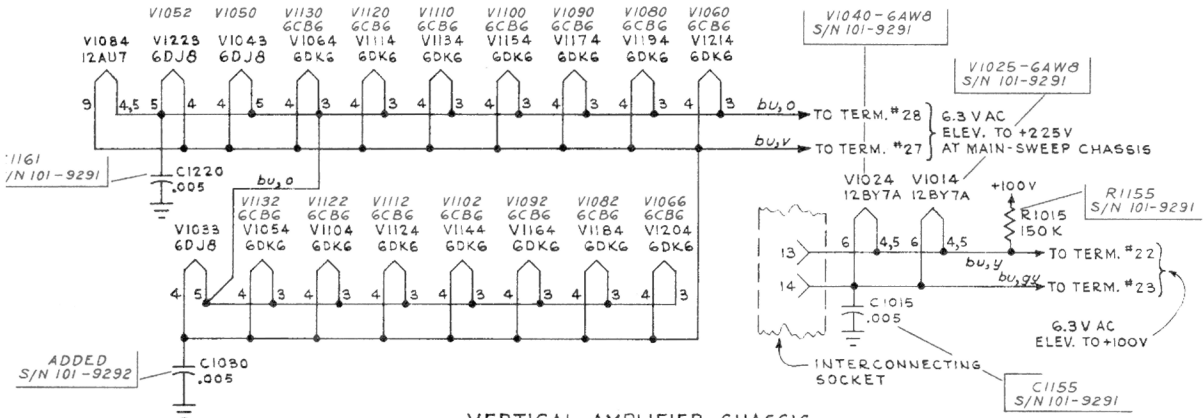 V1052 V1050 V1130 V1120 V1110 V1100 V1090 V1080 V1060
6CB6 6CB6 6CB6 6CB6 6CB6 6CB6 6CB6
V1084 V1223 V1043 V1064 V1114 V1134 V1154 V1174 V1194 V1214
12AU7 6DJ8 6DJ8 6DK6 6DK6 6DK6 6DK6 6DK6 6DK6 6DK6
9 4,5 5 4 4 5 4 3 4 3 4 3 4 3 4 3 4 3 4 3
V1040-6AW8
S/N 101-9291
V1025-6AW8
S/N 101-9291
bu,o TO TERM. #28
bu,v TO TERM. #27
6.3 V AC
ELEV. TO +225V
AT MAIN-SWEEP CHASSIS
1161
/N 101-9291
C1220
.005
bu,o
V1132 V1122 V1112 V1102 V1092 V1082 V1066
6CB6 6CB6 6CB6 6CB6 6CB6 6CB6 6CB6
V1033 V1054 V1104 V1124 V1144 V1164 V1184 V1204
6DJ8 6DK6 6DK6 6DK6 6DK6 6DK6 6DK6 6DK6
4 5 4 3 4 3 4 3 4 3 4 3 4 3 4 3
ADDED
S/N 101-9292
C1030
.005
V1024 V1014
12BY7A 12BY7A
6 4,5 6 4,5
+100V
R1015
150K
R1155
S/N 101-9291
13
bu,y TO TERM. #22
14
bu,gy TO TERM. #23
C1015
.005
6.3 V AC
ELEV. TO +100V
INTERCONNECTING
SOCKET
C1155
S/N 101-9291
VERTICAL AMPLIFIER CHASSIS